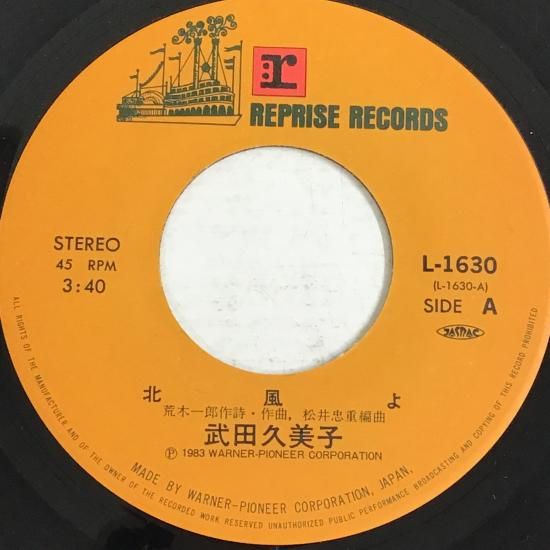 r
REPRISE RECORDS
STEREO
45 RPM
3:40
L-1630
(L-1630-A)
SIDE A
JASRAC
北風よ
荒木一郎作詩・作曲, 松井忠重編曲
武田久美子
Ⓟ 1983 WARNER-PIONEER CORPORATION
MADE BY WARNER-PIONEER CORPORATION, JAPAN.
ALL RIGHTS OF THE MANUFACTURER AND OF THE OWNER OF THE RECORDED WORK RESERVED UNAUTHORIZED PUBLIC PERFORMANCE BROADCASTING AND COPYING OF THIS RECORD PROHIBITED